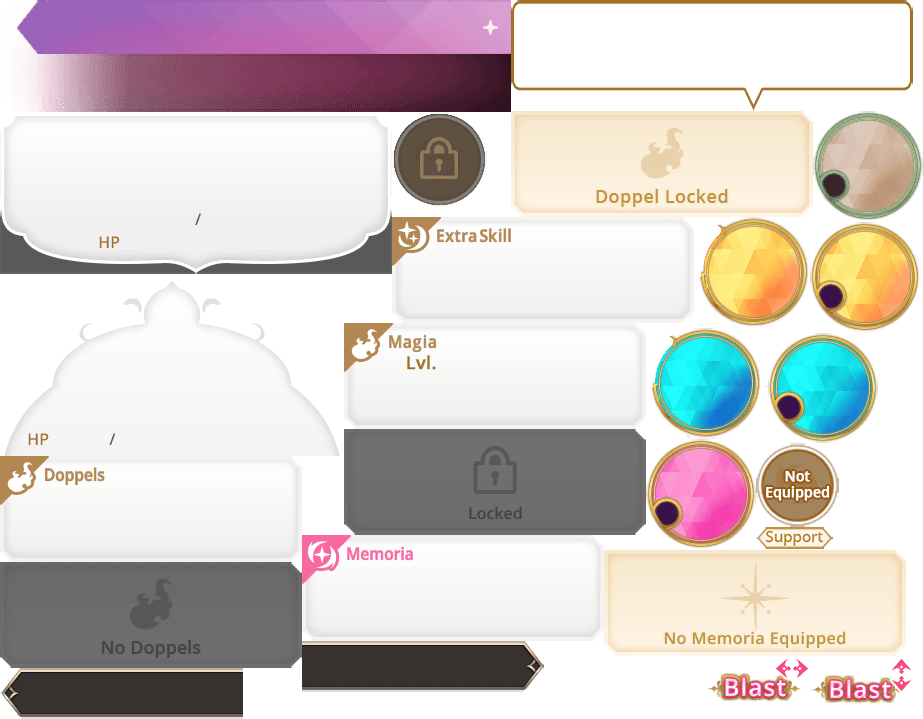 /
HP
Doppel Locked
Extra Skill
Magia
Lvl.
HP /
Doppels
Locked
Not
Equipped
Support
Memoria
No Doppels
No Memoria Equipped
Blast
Blast